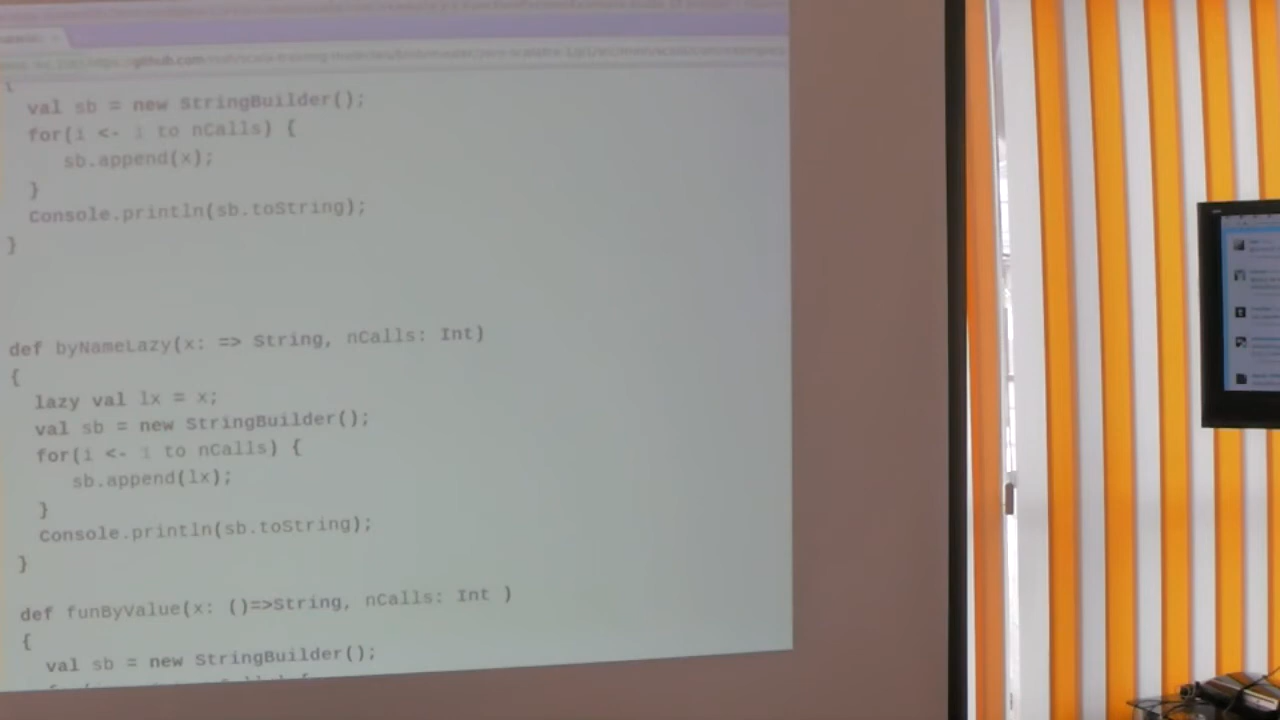 github.com
{
val sb = new StringBuilder();
for(i <- 1 to nCalls) {
sb.append(x);
}
Console.println(sb.toString);
}
def byNameLazy(x: => String, nCalls: Int)
{
lazy val lx = x;
val sb = new StringBuilder();
for(i <- 1 to nCalls) {
sb.append(lx);
}
Console.println(sb.toString);
}
def funByValue(x: ()=>String, nCalls: Int )
{
val sb = new StringBuilder();